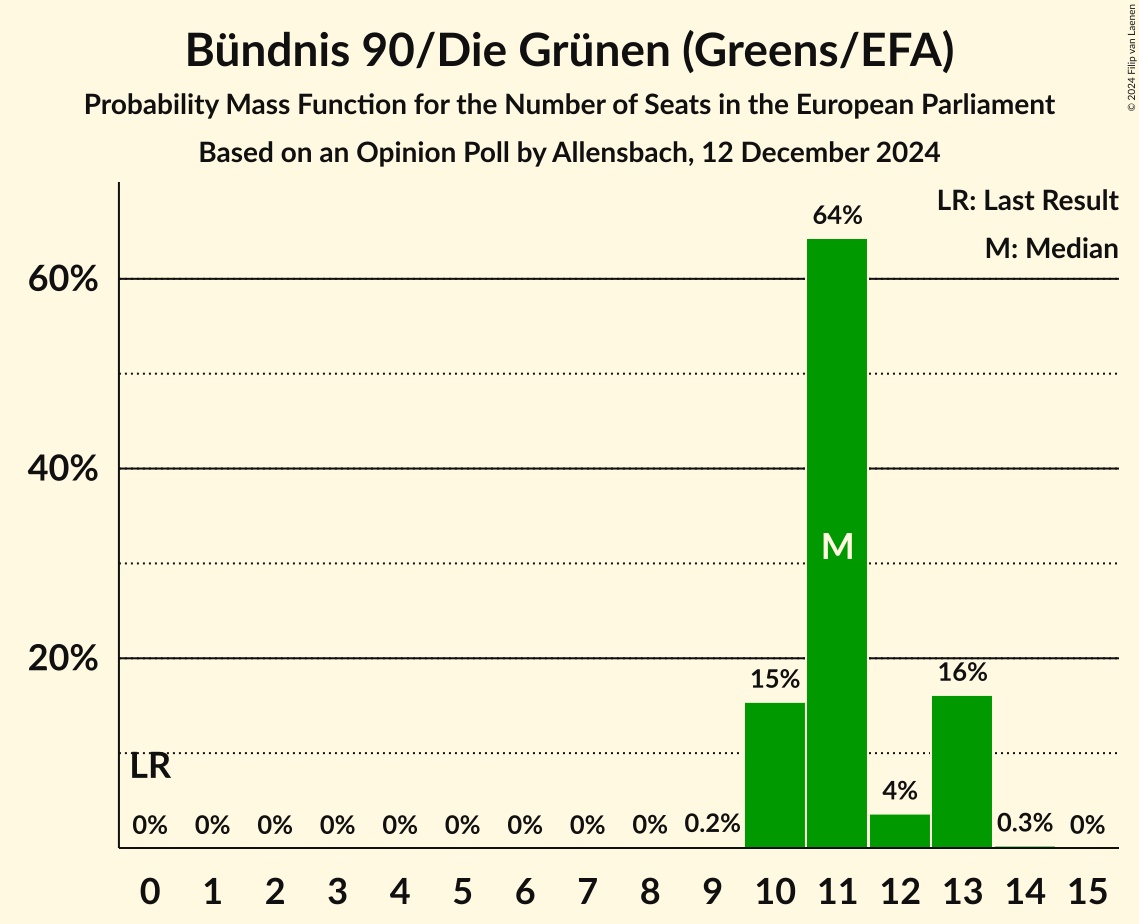 Bündnis 90/Die Grünen (Greens/EFA)
Probability Mass Function for the Number of Seats in the European Parliament
Based on an Opinion Poll by Allensbach, 12 December 2024
© 2024 Filip van Laenen
LR: Last Result
M: Median
64%
60%
40%
M
20%
15%
16%
LR
4%
0% 0% 0% 0% 0% 0% 0% 0% 0% 0.2% 0.3% 0%
0 1 2 3 4 5 6 7 8 9 10 11 12 13 14 15